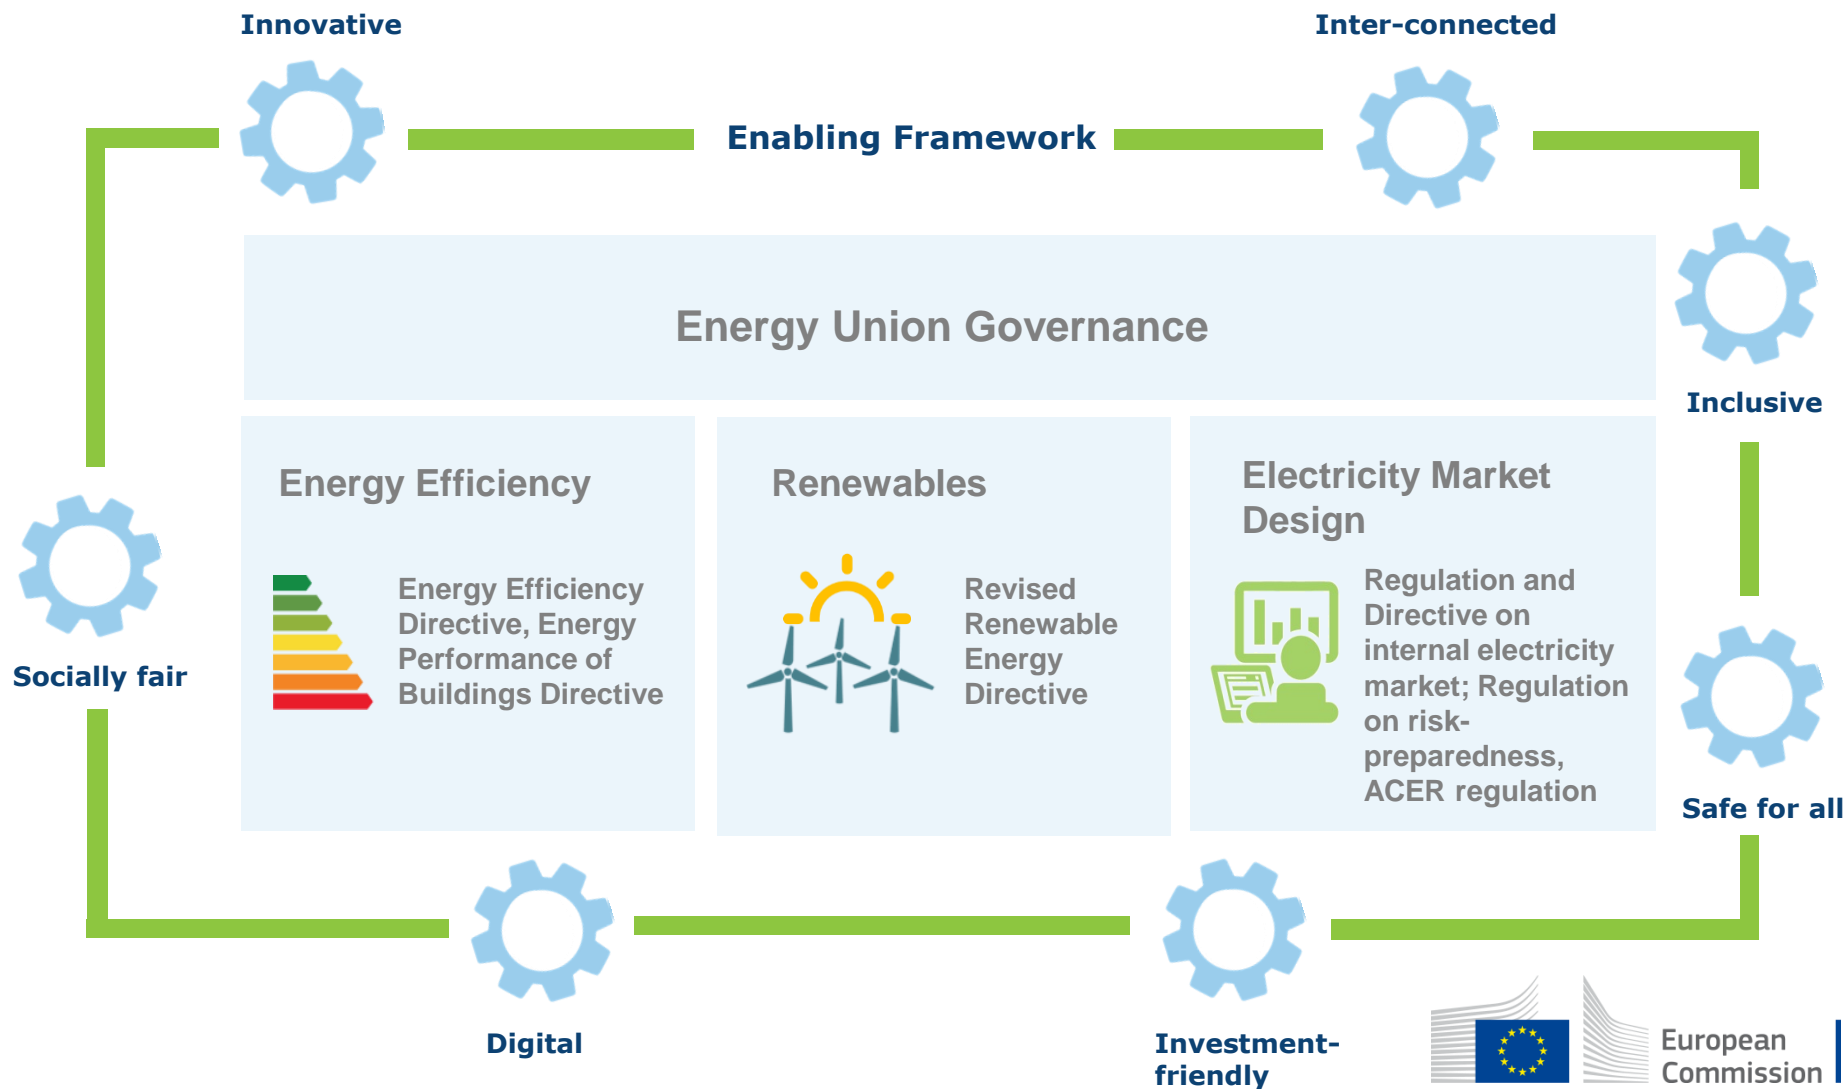 Innovative
Inter-connected
Enabling Framework
Energy Union Governance
Inclusive
Energy Efficiency
Energy Efficiency
Directive, Energy
Performance of
Buildings Directive
Renewables
Revised
Renewable
Energy
Directive
Electricity Market
Design
Regulation and
Directive on
internal electricity
market; Regulation
on risk-
preparedness,
ACER regulation
Socially fair
Safe for all
Digital
Investment-
friendly
European
Commission